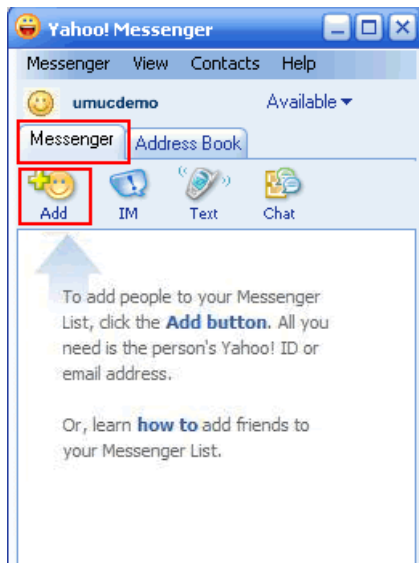 Yahoo! Messenger
Messenger View Contacts Help
umucdemo Available
Messenger Address Book
Add IM Text Chat
To add people to your Messenger
List, click the Add button. All you
need is the person's Yahoo! ID or
email address.
Or, learn how to add friends to
your Messenger List.